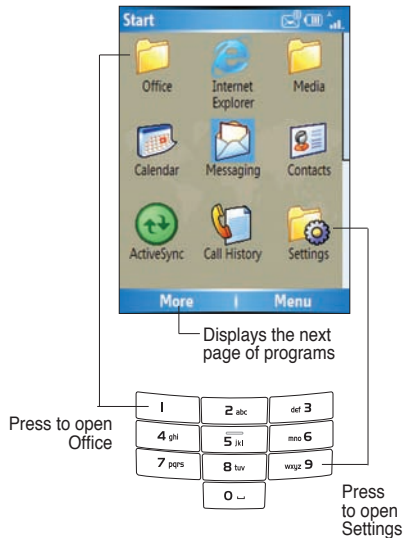 Start
Office
Internet
Explorer
Media
Calendar
Messaging
Contacts
ActiveSync
Call History
Settings
More
Menu
Displays the next
page of programs
Press to open
Office
1
2 abc
def 3
4 ghi
5 jkl
mno 6
7 pqrs
8 tuv
wxyz 9
0
Press
to open
Settings